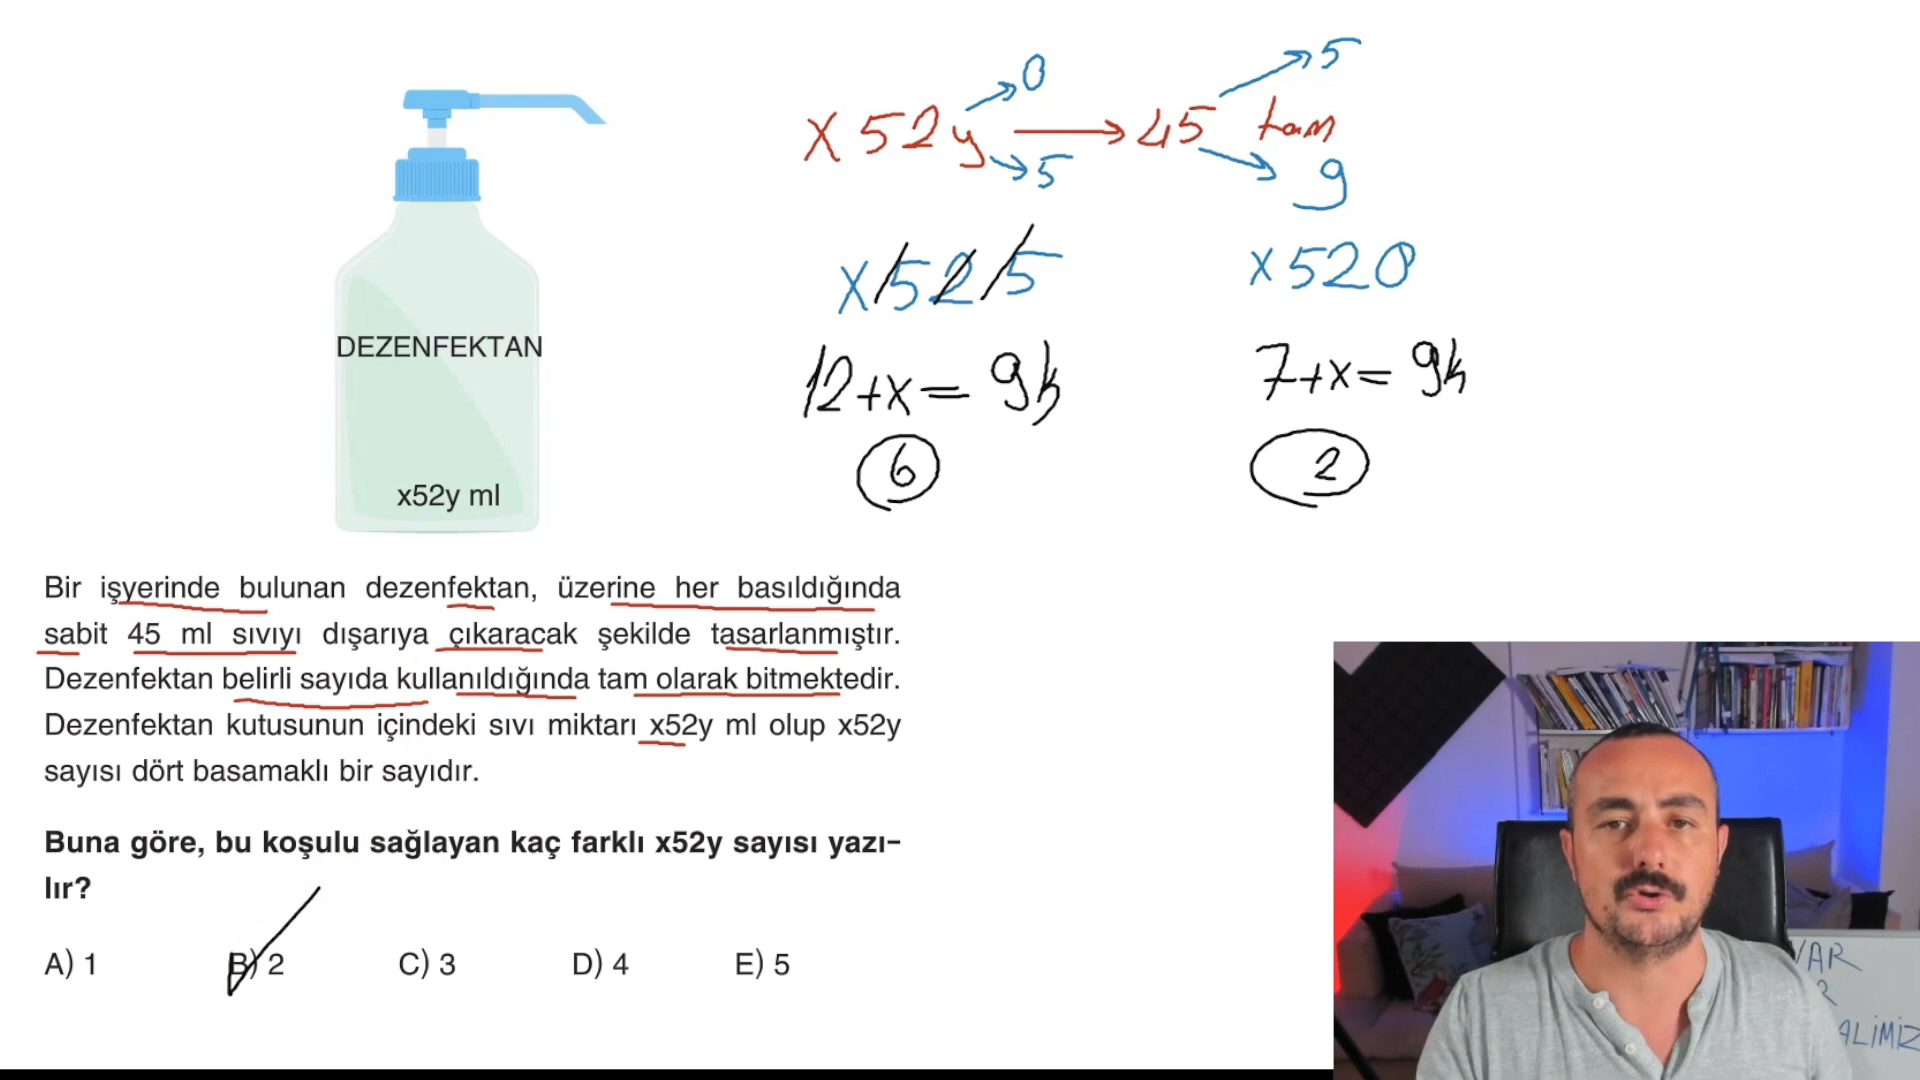 x52y → 0
→ 5
→ 45 tam
→ 5
→ 9
x525
x520
12+x = 9k
7+x = 9k
6
2
DEZENFEKTAN
x52y ml
Bir işyerinde bulunan dezenfektan, üzerine her basıldığında
sabit 45 ml sıvıyı dışarıya çıkaracak şekilde tasarlanmıştır.
Dezenfektan belirli sayıda kullanıldığında tam olarak bitmektedir.
Dezenfektan kutusunun içindeki sıvı miktarı x52y ml olup x52y
sayısı dört basamaklı bir sayıdır.
Buna göre, bu koşulu sağlayan kaç farklı x52y sayısı yazı-
lır?
A) 1 B) 2 C) 3 D) 4 E) 5